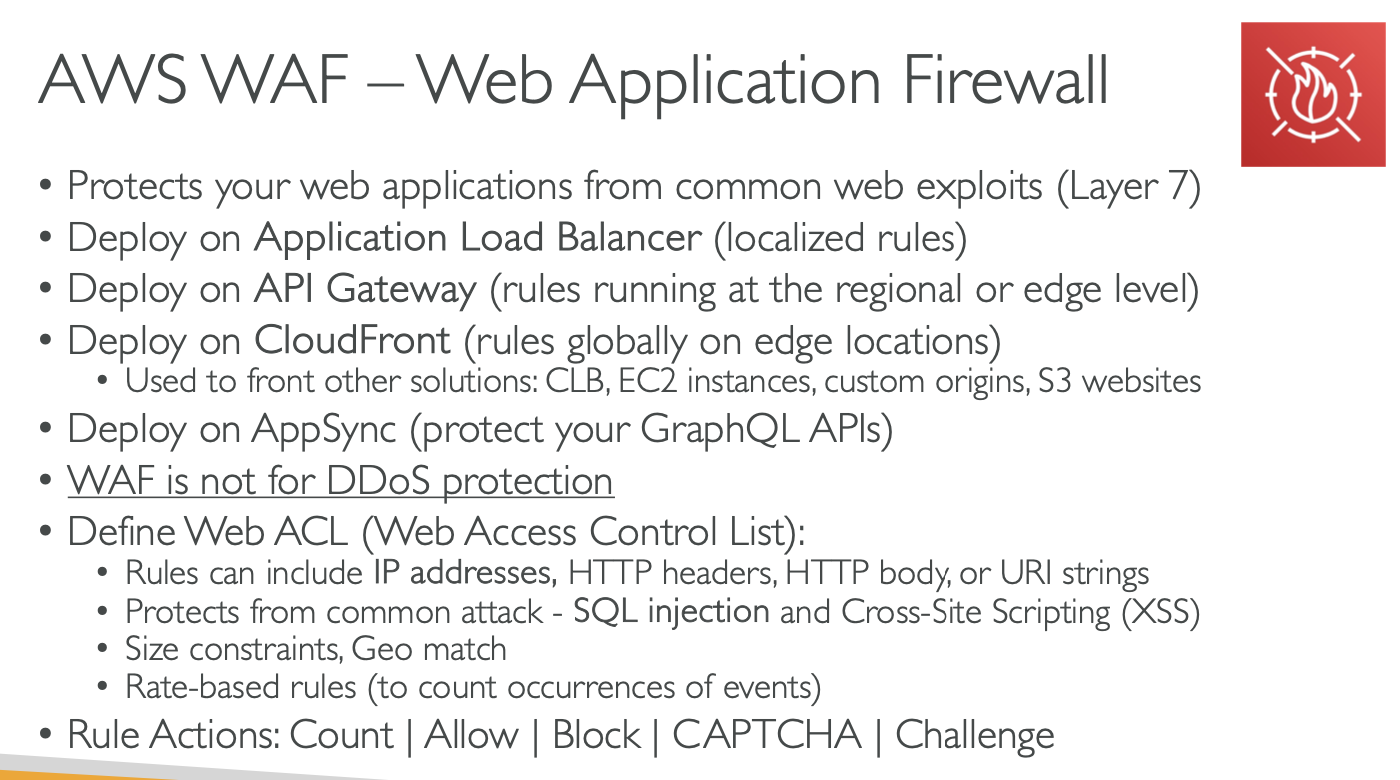 AWS WAF – Web Application Firewall
• Protects your web applications from common web exploits (Layer 7)
• Deploy on Application Load Balancer (localized rules)
• Deploy on API Gateway (rules running at the regional or edge level)
• Deploy on CloudFront (rules globally on edge locations)
• Used to front other solutions: CLB, EC2 instances, custom origins, S3 websites
• Deploy on AppSync (protect your GraphQL APIs)
• WAF is not for DDoS protection
• Define Web ACL (Web Access Control List):
• Rules can include IP addresses, HTTP headers, HTTP body, or URI strings
• Protects from common attack - SQL injection and Cross-Site Scripting (XSS)
• Size constraints, Geo match
• Rate-based rules (to count occurrences of events)
• Rule Actions: Count | Allow | Block | CAPTCHA | Challenge